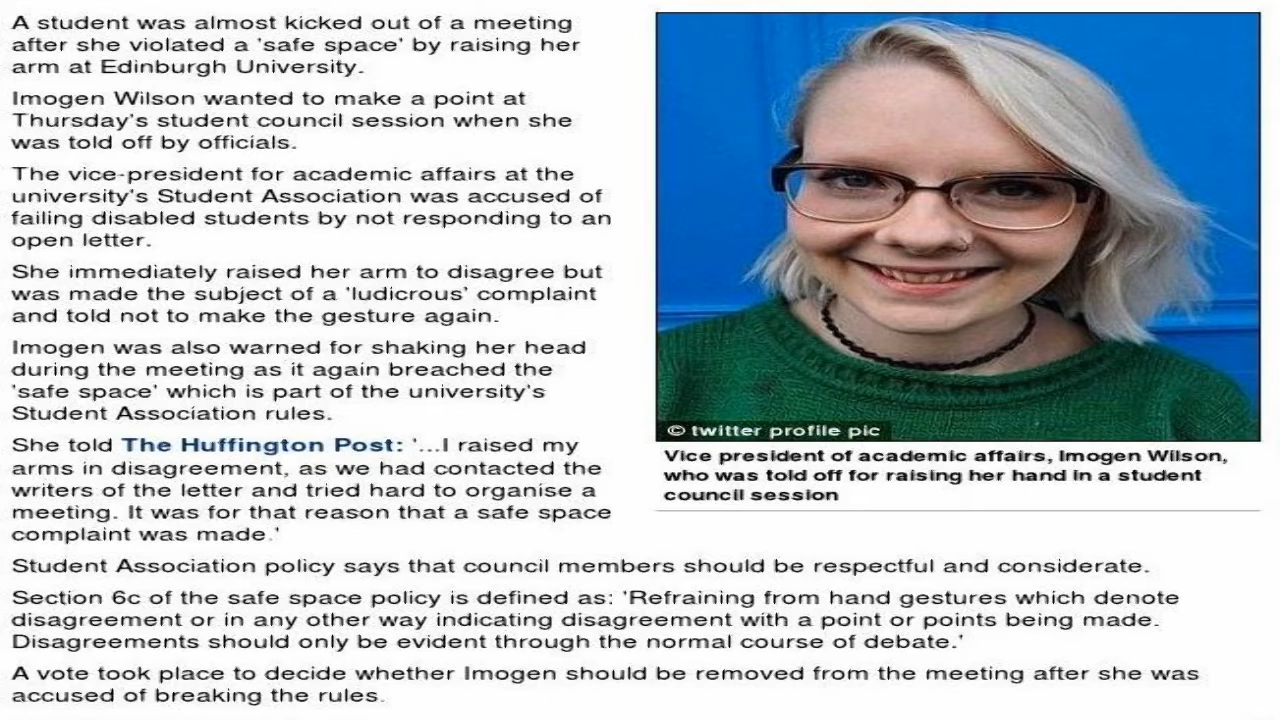 A student was almost kicked out of a meeting
after she violated a 'safe space' by raising her
arm at Edinburgh University.
Imogen Wilson wanted to make a point at
Thursday's student council session when she
was told off by officials.
The vice-president for academic affairs at the
university's Student Association was accused of
failing disabled students by not responding to an
open letter.
She immediately raised her arm to disagree but
was made the subject of a 'ludicrous' complaint
and told not to make the gesture again.
Imogen was also warned for shaking her head
during the meeting as it again breached the
'safe space' which is part of the university's
Student Association rules.
She told The Huffington Post: '...I raised my
arms in disagreement, as we had contacted the
writers of the letter and tried hard to organise a
meeting. It was for that reason that a safe space
complaint was made.'
© twitter profile pic
Vice president of academic affairs, Imogen Wilson,
who was told off for raising her hand in a student
council session
Student Association policy says that council members should be respectful and considerate.
Section 6c of the safe space policy is defined as: 'Refraining from hand gestures which denote
disagreement or in any other way indicating disagreement with a point or points being made.
Disagreements should only be evident through the normal course of debate.'
A vote took place to decide whether Imogen should be removed from the meeting after she was
accused of breaking the rules.